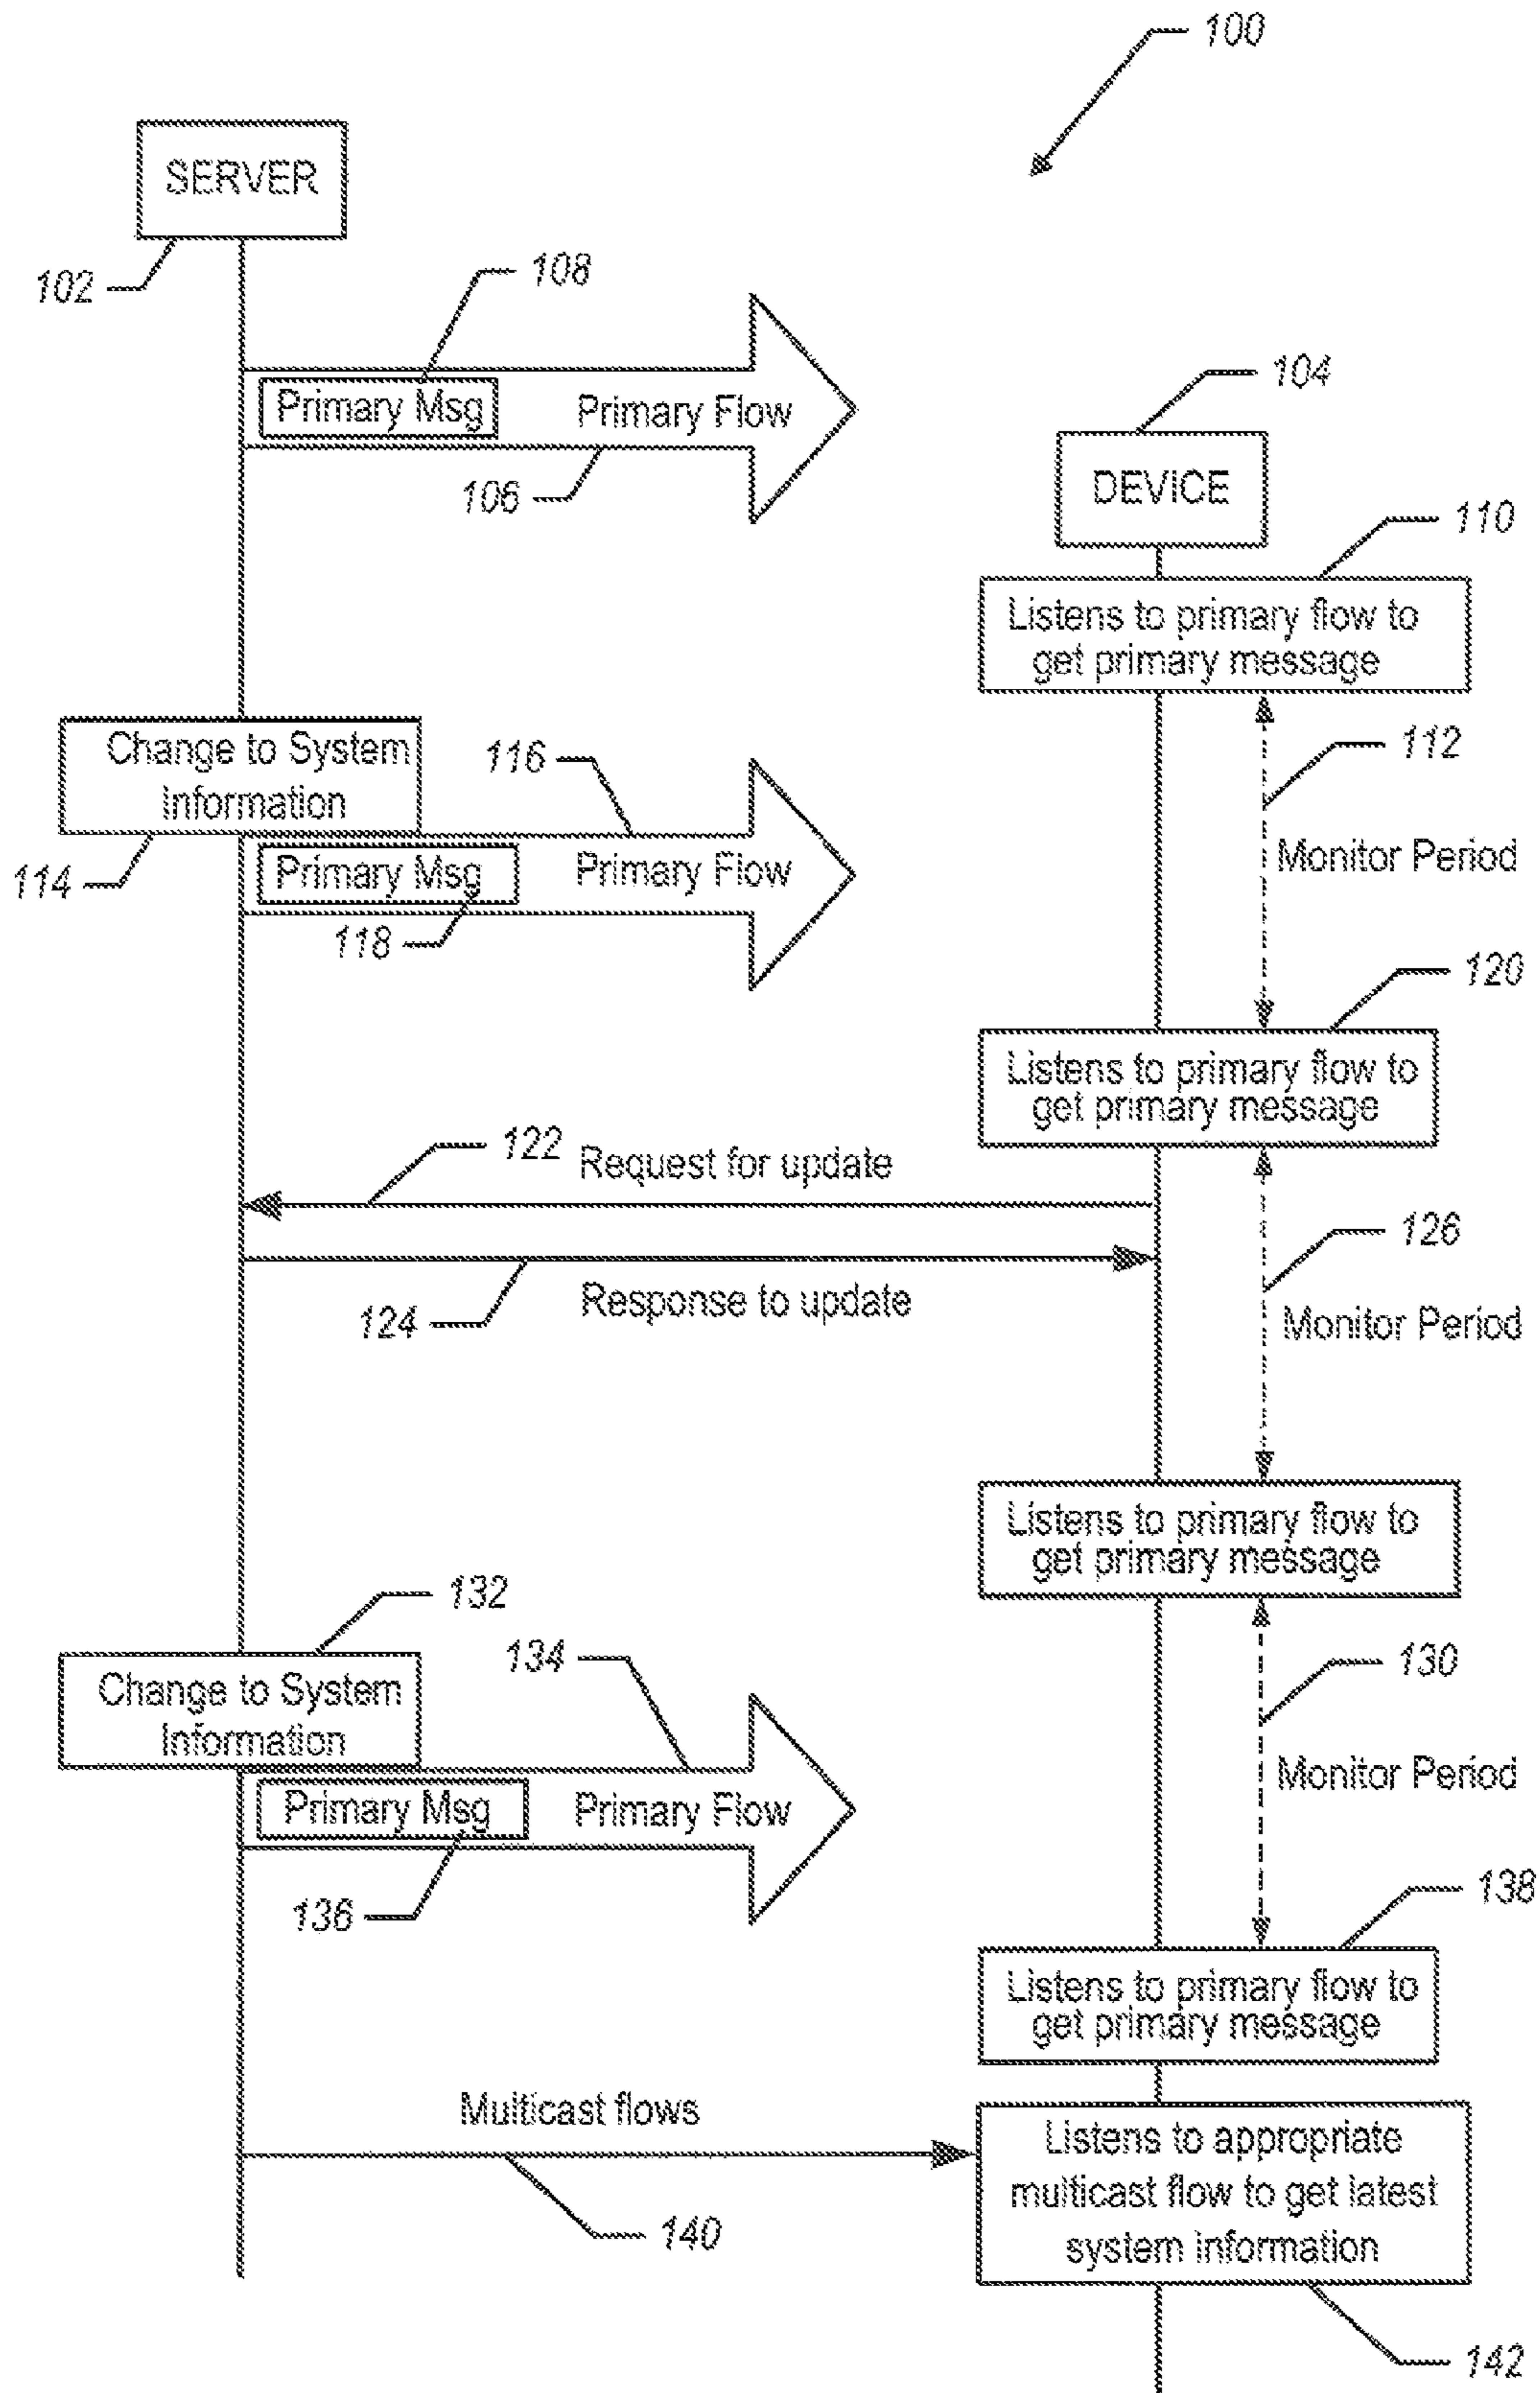 100
SERVER
102
108
Primary Msg
Primary Flow
106
104
DEVICE
110
Listens to primary flow to
get primary message
Change to System
Information
114
116
Primary Msg
Primary Flow
118
112
Monitor Period
120
Listens to primary flow to
get primary message
122
Request for update
124
Response to update
126
Monitor Period
Listens to primary flow to
get primary message
132
Change to System
Information
134
Primary Msg
Primary Flow
136
130
Monitor Period
138
Listens to primary flow to
get primary message
Multicast flows
140
Listens to appropriate
multicast flow to get latest
system information
142